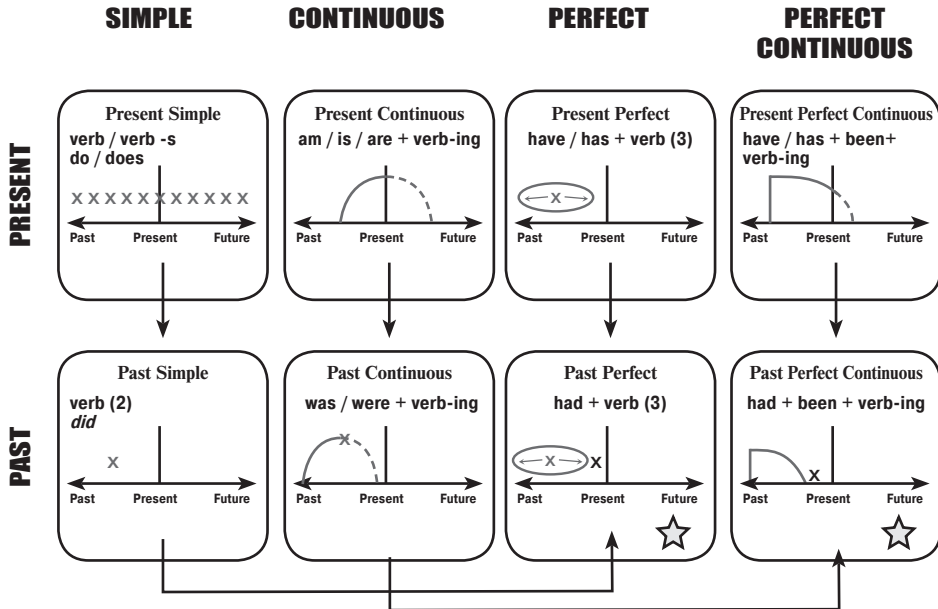 SIMPLE
CONTINUOUS
PERFECT
PERFECT
CONTINUOUS
PRESENT
Present Simple
verb / verb -s
do / does
X X X X X X X X X X X
Past Present Future
Present Continuous
am / is / are + verb-ing
Past Present Future
Present Perfect
have / has + verb (3)
X
Past Present Future
Present Perfect Continuous
have / has + been+
verb-ing
Past Present Future
PAST
Past Simple
verb (2)
did
X
Past Present Future
Past Continuous
was / were + verb-ing
X
Past Present Future
Past Perfect
had + verb (3)
X X
Past Present Future
Past Perfect Continuous
had + been + verb-ing
X
Past Present Future